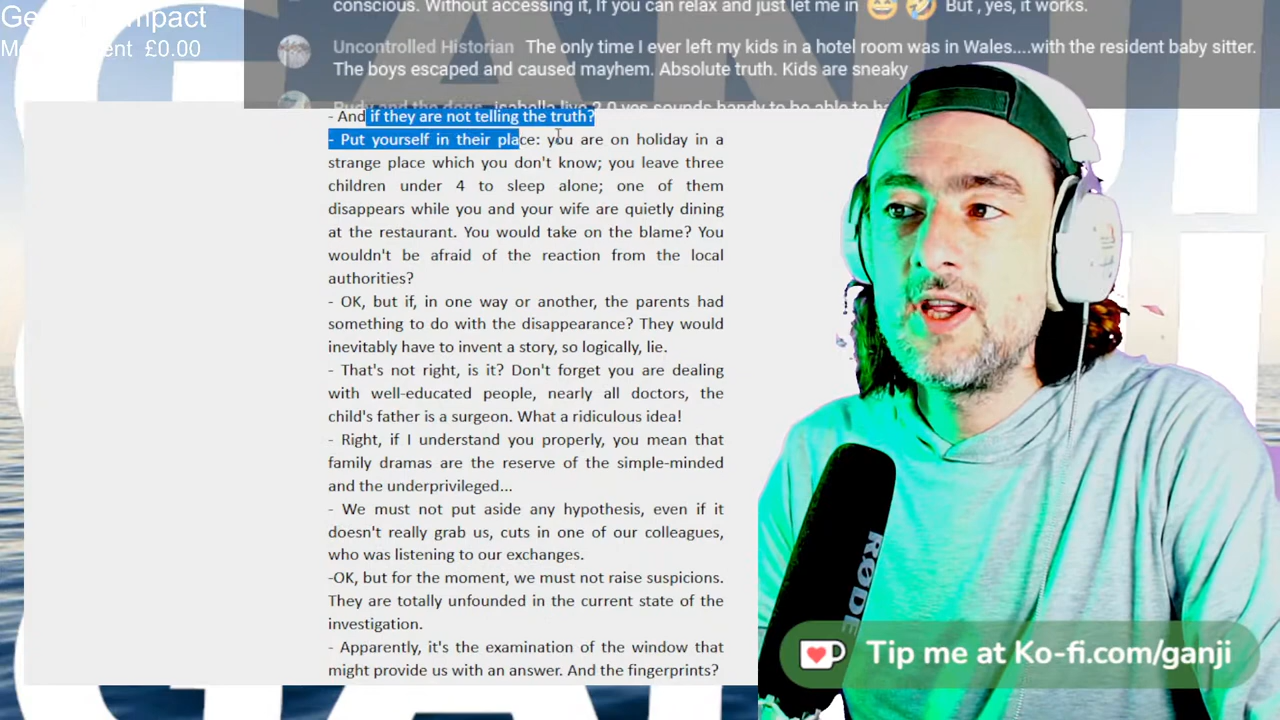 conscious. Without accessing it, If you can relax and just let me in 😄 🤣 But , yes, it works.
£0.00
Uncontrolled Historian The only time I ever left my kids in a hotel room was in Wales....with the resident baby sitter.
The boys escaped and caused mayhem. Absolute truth. Kids are sneaky
- And if they are not telling the truth?
- Put yourself in their place: you are on holiday in a
strange place which you don't know; you leave three
children under 4 to sleep alone; one of them
disappears while you and your wife are quietly dining
at the restaurant. You would take on the blame? You
wouldn't be afraid of the reaction from the local
authorities?
- OK, but if, in one way or another, the parents had
something to do with the disappearance? They would
inevitably have to invent a story, so logically, lie.
- That's not right, is it? Don't forget you are dealing
with well-educated people, nearly all doctors, the
child's father is a surgeon. What a ridiculous idea!
- Right, if I understand you properly, you mean that
family dramas are the reserve of the simple-minded
and the underprivileged...
- We must not put aside any hypothesis, even if it
doesn't really grab us, cuts in one of our colleagues,
who was listening to our exchanges.
-OK, but for the moment, we must not raise suspicions.
They are totally unfounded in the current state of the
investigation.
- Apparently, it's the examination of the window that
might provide us with an answer. And the fingerprints?
RØDE
Tip me at Ko-fi.com/ganji